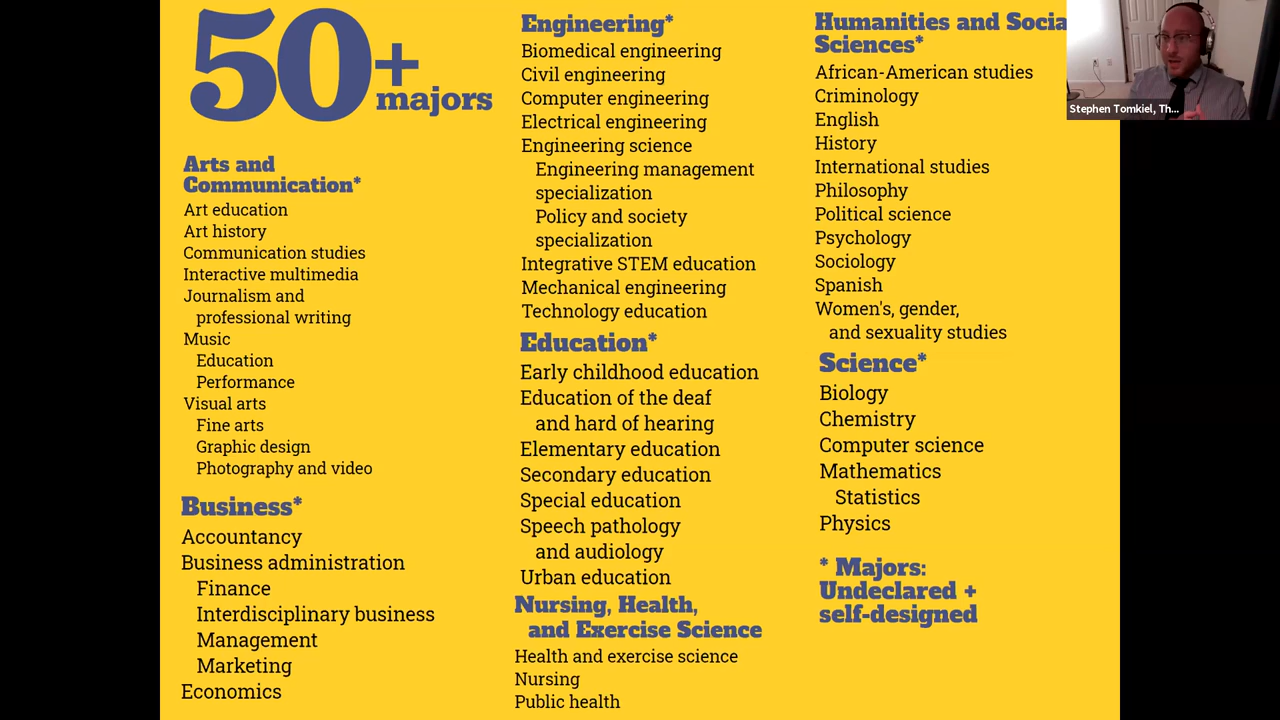 50+
majors
Arts and
Communication*
Art education
Art history
Communication studies
Interactive multimedia
Journalism and
professional writing
Music
Education
Performance
Visual arts
Fine arts
Graphic design
Photography and video
Business*
Accountancy
Business administration
Finance
Interdisciplinary business
Management
Marketing
Economics
Engineering*
Biomedical engineering
Civil engineering
Computer engineering
Electrical engineering
Engineering science
Engineering management
specialization
Policy and society
specialization
Integrative STEM education
Mechanical engineering
Technology education
Education*
Early childhood education
Education of the deaf
and hard of hearing
Elementary education
Secondary education
Special education
Speech pathology
and audiology
Urban education
Nursing, Health,
and Exercise Science
Health and exercise science
Nursing
Public health
Humanities and Socia
Sciences*
African-American studies
Criminology
English
History
International studies
Philosophy
Political science
Psychology
Sociology
Spanish
Women's, gender,
and sexuality studies
Science*
Biology
Chemistry
Computer science
Mathematics
Statistics
Physics
* Majors:
Undeclared +
self-designed
Stephen Tomkiel, Th...